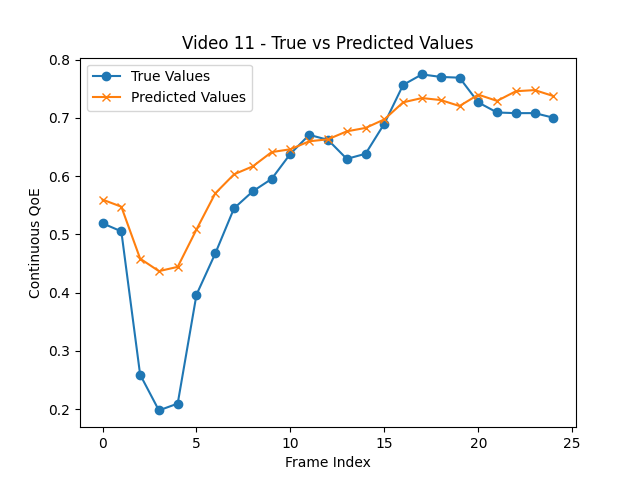 Video 11 - True vs Predicted Values
True Values
Predicted Values
Continuous QoE
0.8
0.7
0.6
0.5
0.4
0.3
0.2
0 5 10 15 20 25
Frame Index